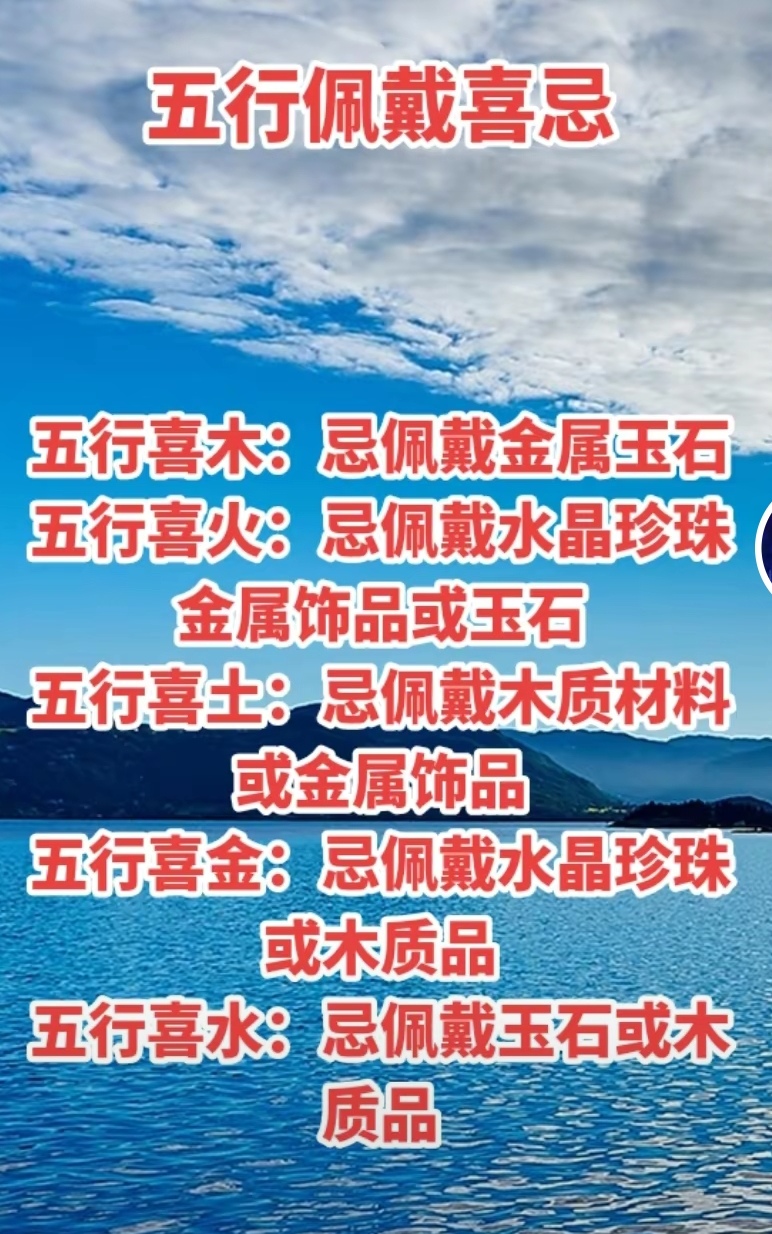 五行佩戴喜忌
五行喜木：忌佩戴金属玉石
五行喜火：忌佩戴水晶珍珠
金属饰品或玉石
五行喜土：忌佩戴木质材料
或金属饰品
五行喜金：忌佩戴水晶珍珠
或木质品
五行喜水：忌佩戴玉石或木
质品